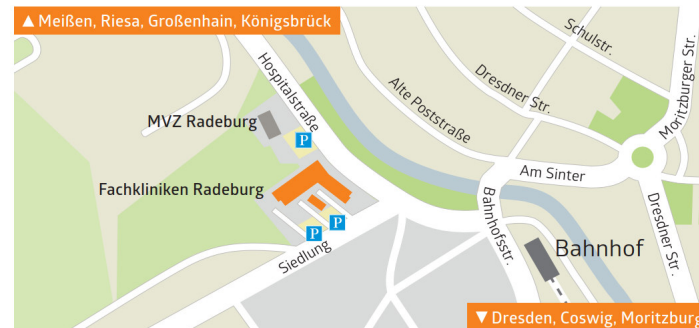 ▲ Meißen, Riesa, Großenhain, Königsbrück
Schulstr.
Hospitalstraße
Dresdner Str.
Moritzburger Str.
Alte Poststraße
MVZ Radeburg
P
Am Sinter
Fachkliniken Radeburg
Bahnhofsstr.
Dresdner Str.
P
P
Siedlung
Bahnhof
▼ Dresden, Coswig, Moritzburg